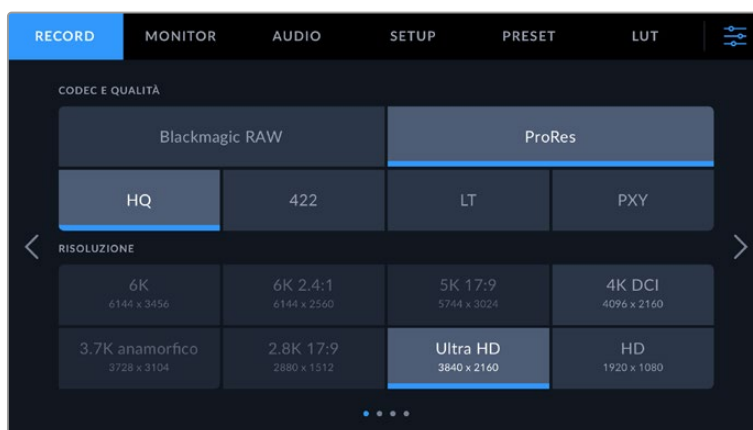 RECORD MONITOR AUDIO SETUP PRESET LUT
CODEC E QUALITÀ
Blackmagic RAW ProRes
HQ 422 LT PXY
RISOLUZIONE
6K 6K 2.4:1 5K 17:9 4K DCI
6144 x 3456 6144 x 2560 5744 x 3024 4096 x 2160
3.7K anamorfico 2.8K 17:9 Ultra HD HD
3728 x 3104 2880 x 1512 3840 x 2160 1920 x 1080